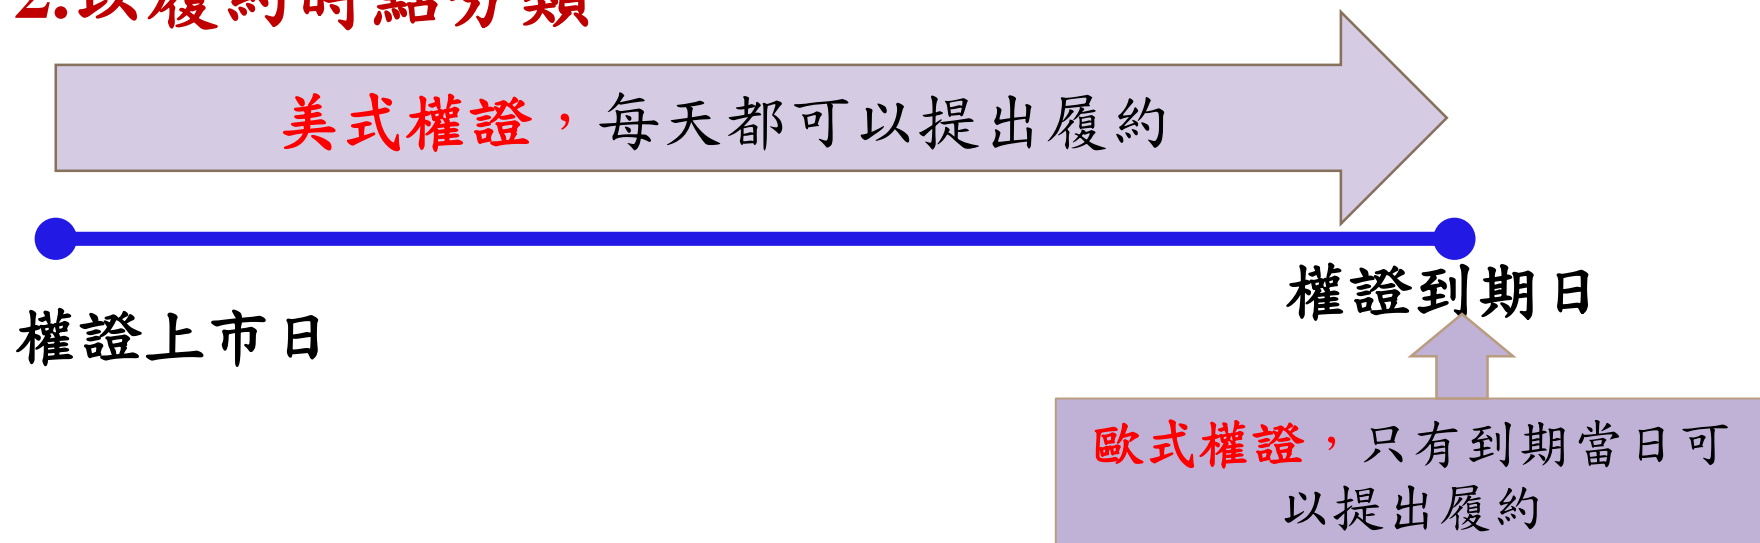 2.以履約時點分類
美式權證，每天都可以提出履約
權證到期日
權證上市日
歐式權證，只有到期當日可
以提出履約